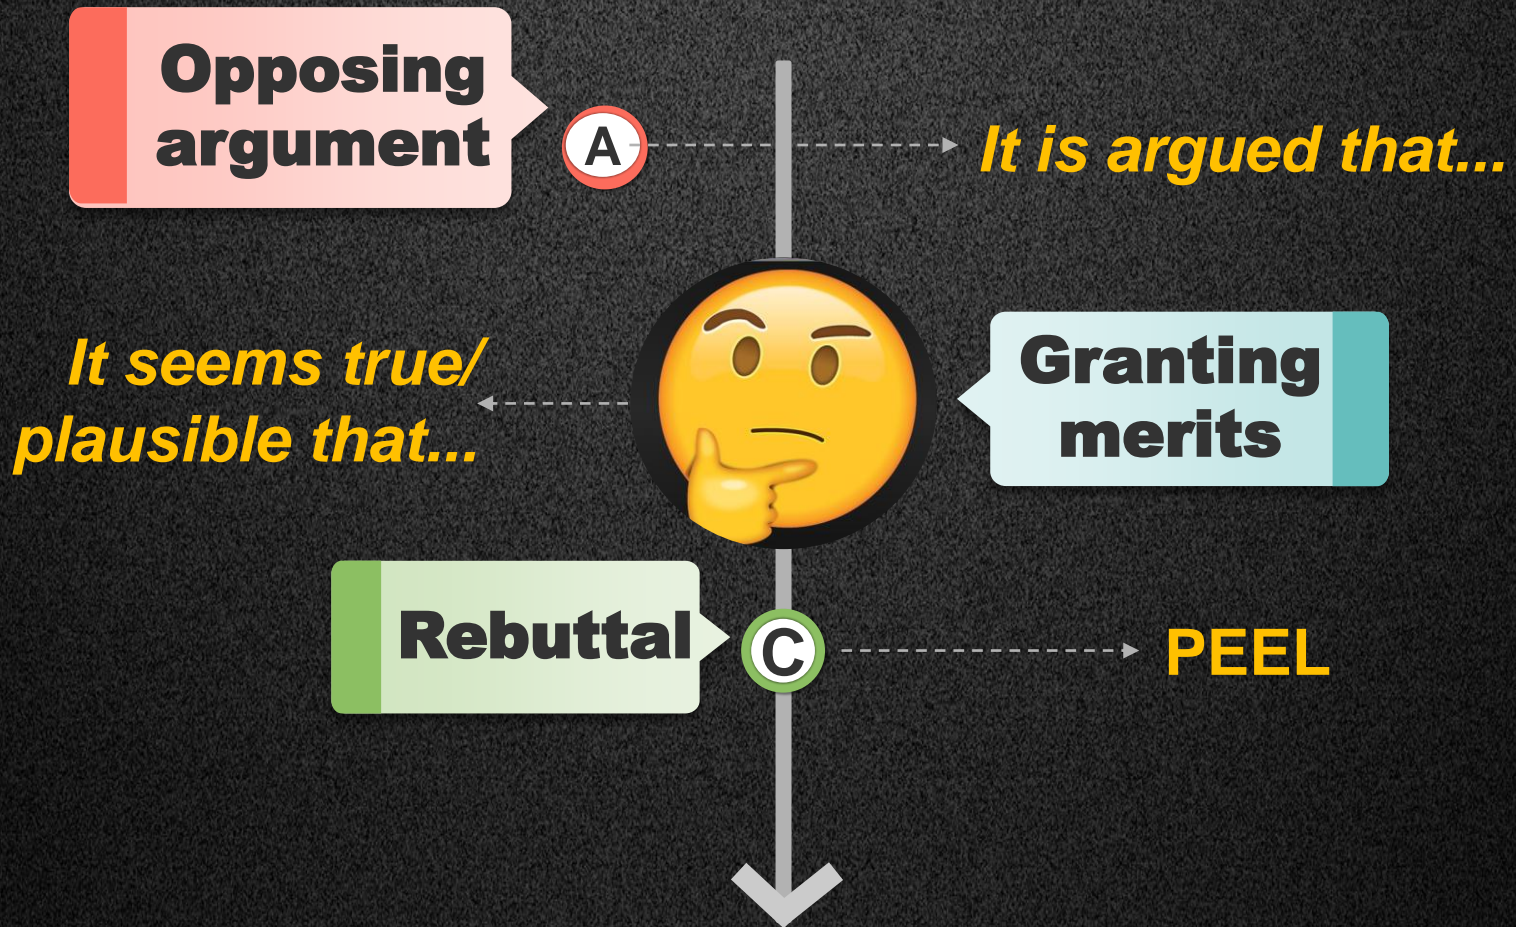 Opposing
argument
A
It is argued that...
It seems true/
plausible that...
Granting
merits
Rebuttal
C
PEEL